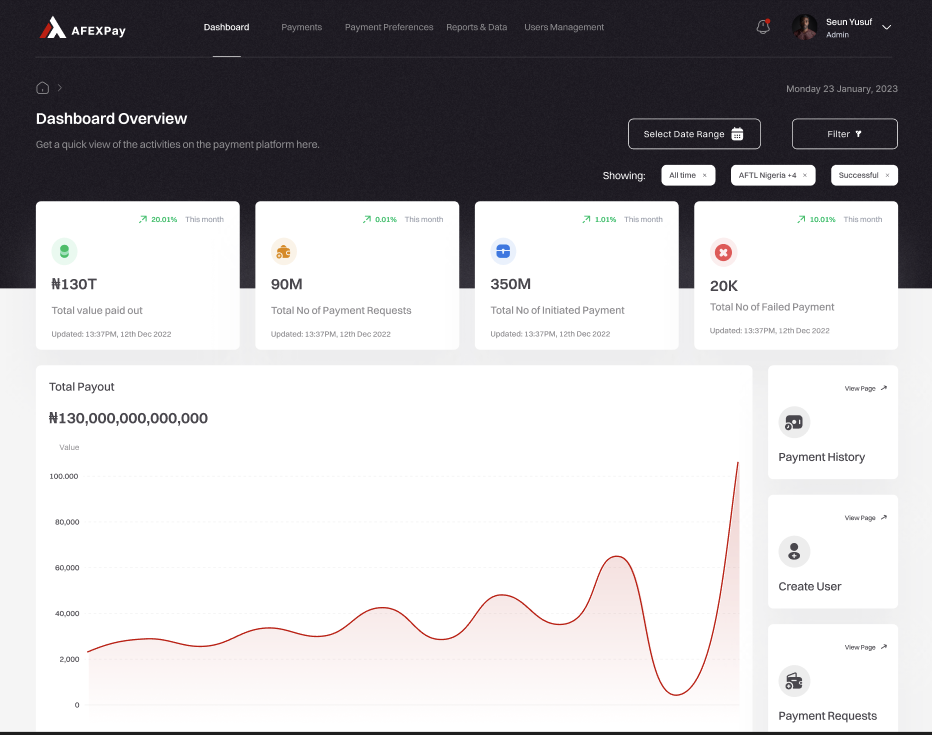 AFEXPay
Dashboard
Payments
Payment Preferences
Reports & Data
Users Management
Seun Yusuf
Admin
Monday 23 January, 2023
Dashboard Overview
Get a quick view of the activities on the payment platform here.
Select Date Range
Filter
Showing:
All time ×
AFTL Nigeria +4 ×
Successful ×
20.01% This month
₦130T
Total value paid out
Updated: 13:37PM, 12th Dec 2022
0.01% This month
90M
Total No of Payment Requests
Updated: 13:37PM, 12th Dec 2022
1.01% This month
350M
Total No of Initiated Payment
Updated: 13:37PM, 12th Dec 2022
10.01% This month
20K
Total No of Failed Payment
Updated: 13:37PM, 12th Dec 2022
Total Payout
₦130,000,000,000,000
Value
100.000
80,000
60,000
40,000
2,000
0
View Page
Payment History
View Page
Create User
View Page
Payment Requests